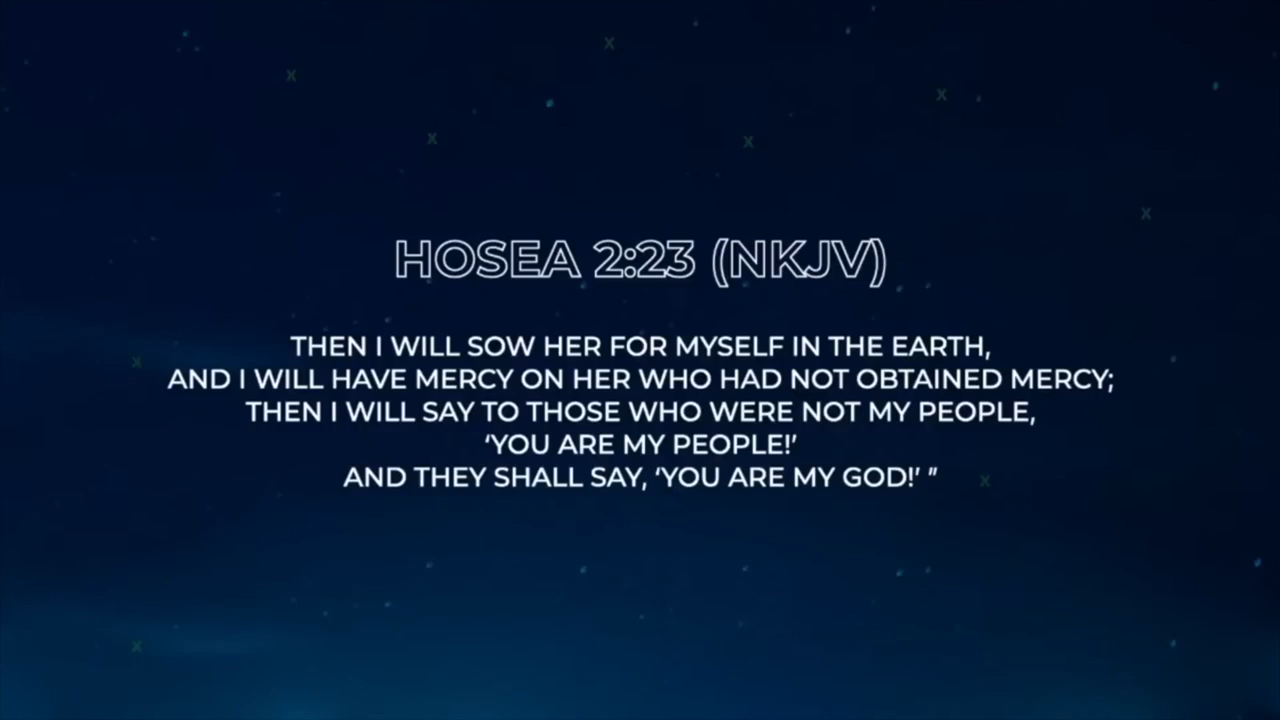 HOSEA 2:23 (NKJV)
THEN I WILL SOW HER FOR MYSELF IN THE EARTH,
AND I WILL HAVE MERCY ON HER WHO HAD NOT OBTAINED MERCY;
THEN I WILL SAY TO THOSE WHO WERE NOT MY PEOPLE,
‘YOU ARE MY PEOPLE!’
AND THEY SHALL SAY, ‘YOU ARE MY GOD!’ ”